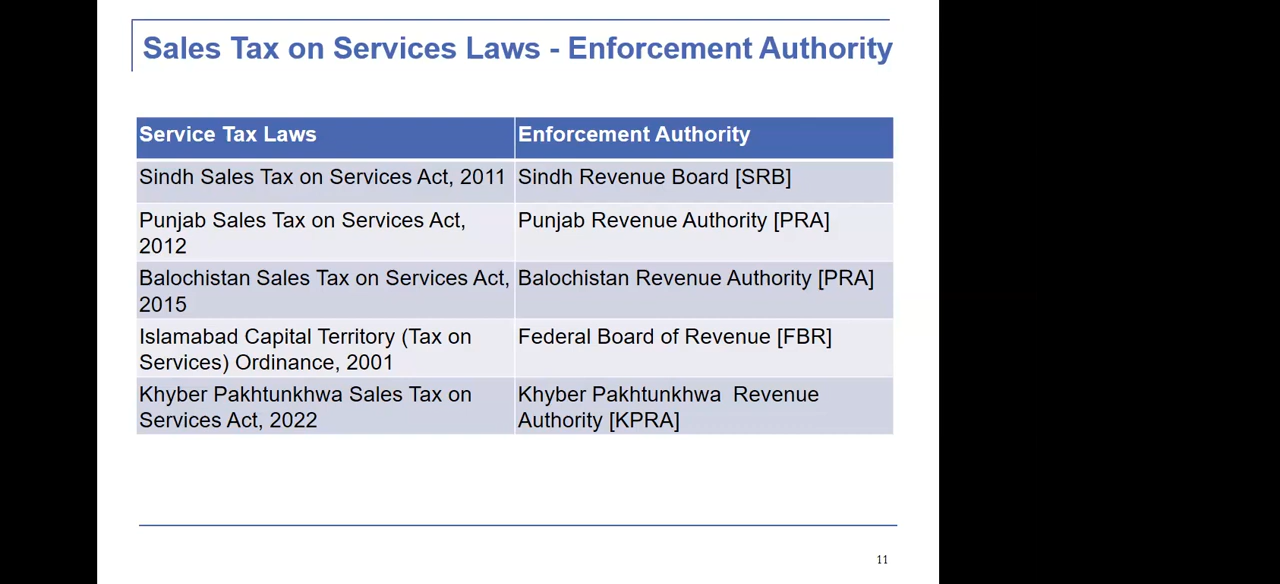 Sales Tax on Services Laws - Enforcement Authority
Service Tax Laws
Enforcement Authority
Sindh Sales Tax on Services Act, 2011
Sindh Revenue Board [SRB]
Punjab Sales Tax on Services Act,
2012
Punjab Revenue Authority [PRA]
Balochistan Sales Tax on Services Act,
2015
Balochistan Revenue Authority [PRA]
Islamabad Capital Territory (Tax on
Services) Ordinance, 2001
Federal Board of Revenue [FBR]
Khyber Pakhtunkhwa Sales Tax on
Services Act, 2022
Khyber Pakhtunkhwa  Revenue
Authority [KPRA]
11